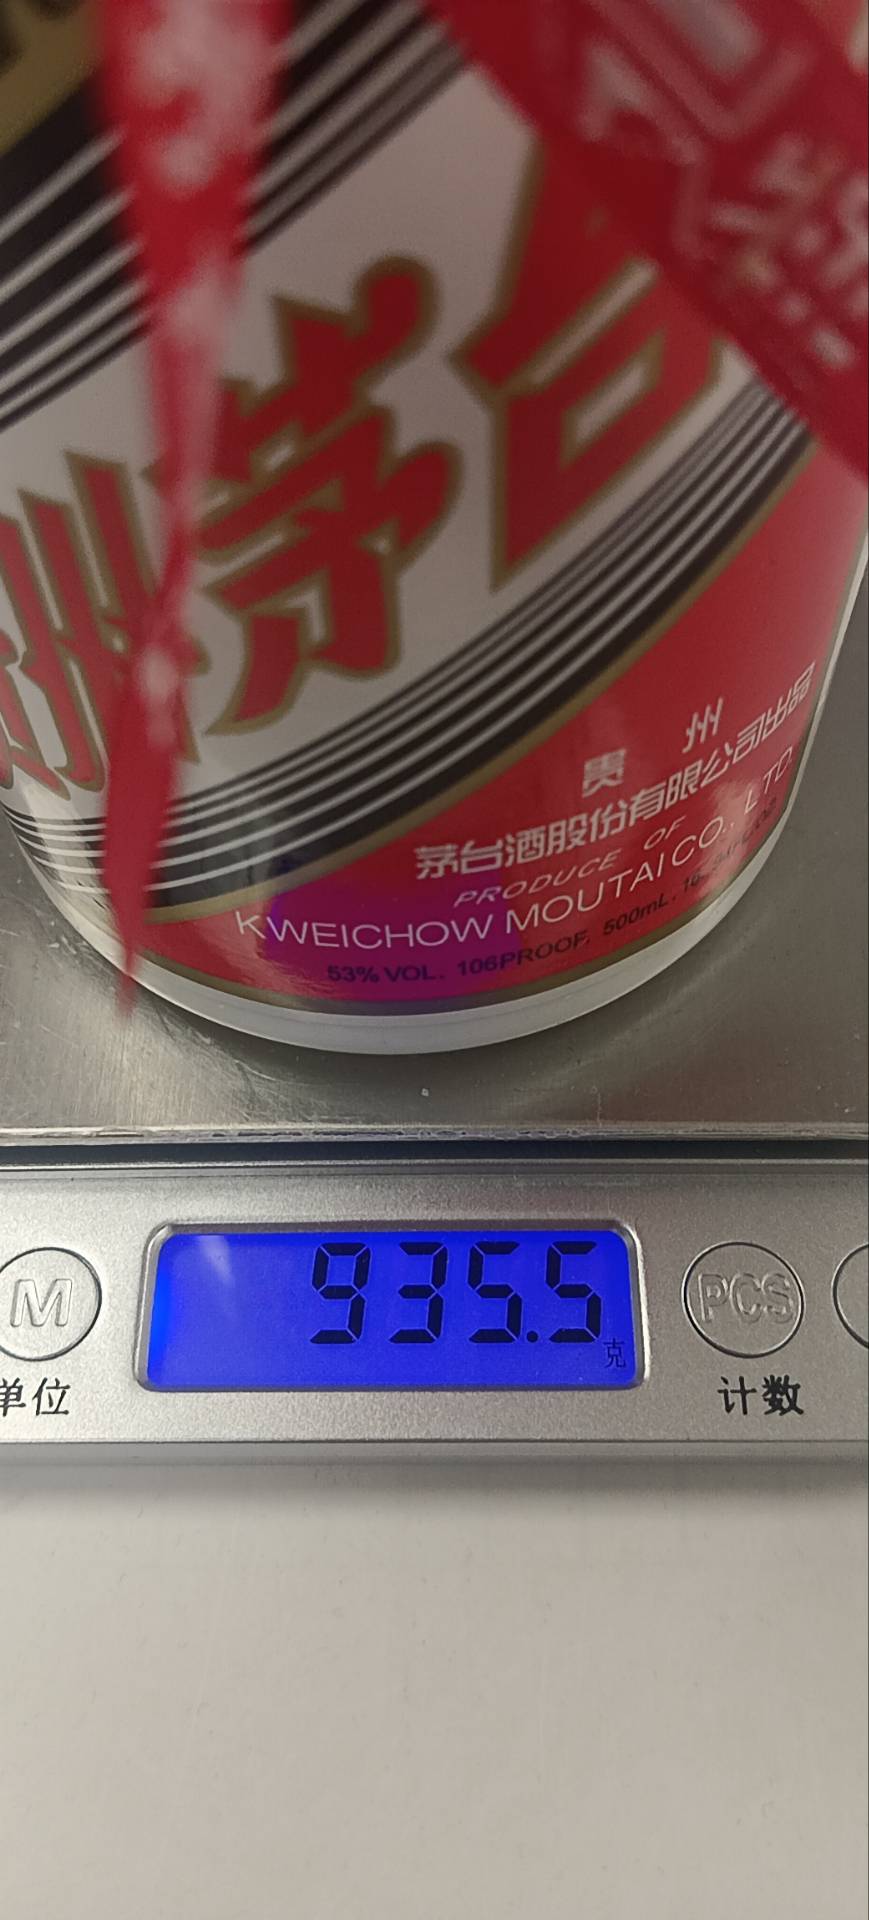 州茅台
贵州
茅台酒股份有限公司出品
PRODUCE OF
KWEICHOW MOUTAI CO., LTD.
53% VOL. 106PROOF, 500mL.
935.5
克
M
PCS
单位
计数